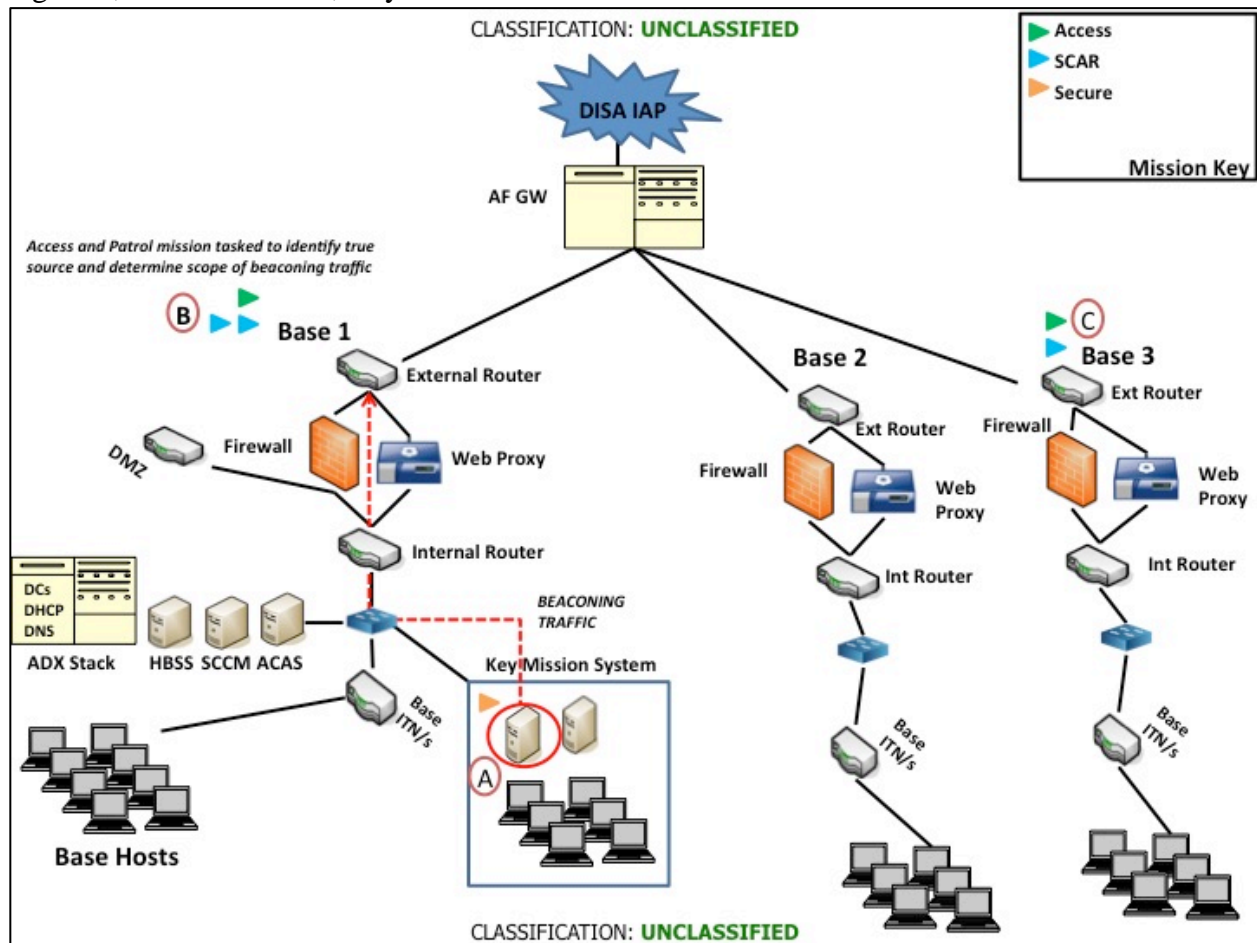 CLASSIFICATION: UNCLASSIFIED
Access
SCAR
Secure
Mission Key
DISA IAP
AF GW
Access and Patrol mission tasked to identify true
source and determine scope of beaconing traffic
B
Base 1
External Router
Firewall
Web Proxy
DMZ
Internal Router
DCs
DHCP
DNS
ADX Stack
HBSS
SCCM
ACAS
BEACONING
TRAFFIC
Key Mission System
Base
ITN/s
A
Base Hosts
Base 2
Ext Router
Firewall
Web
Proxy
Int Router
Base
ITN/s
C
Base 3
Ext Router
Firewall
Web
Proxy
Int Router
Base
ITN/s
CLASSIFICATION: UNCLASSIFIED